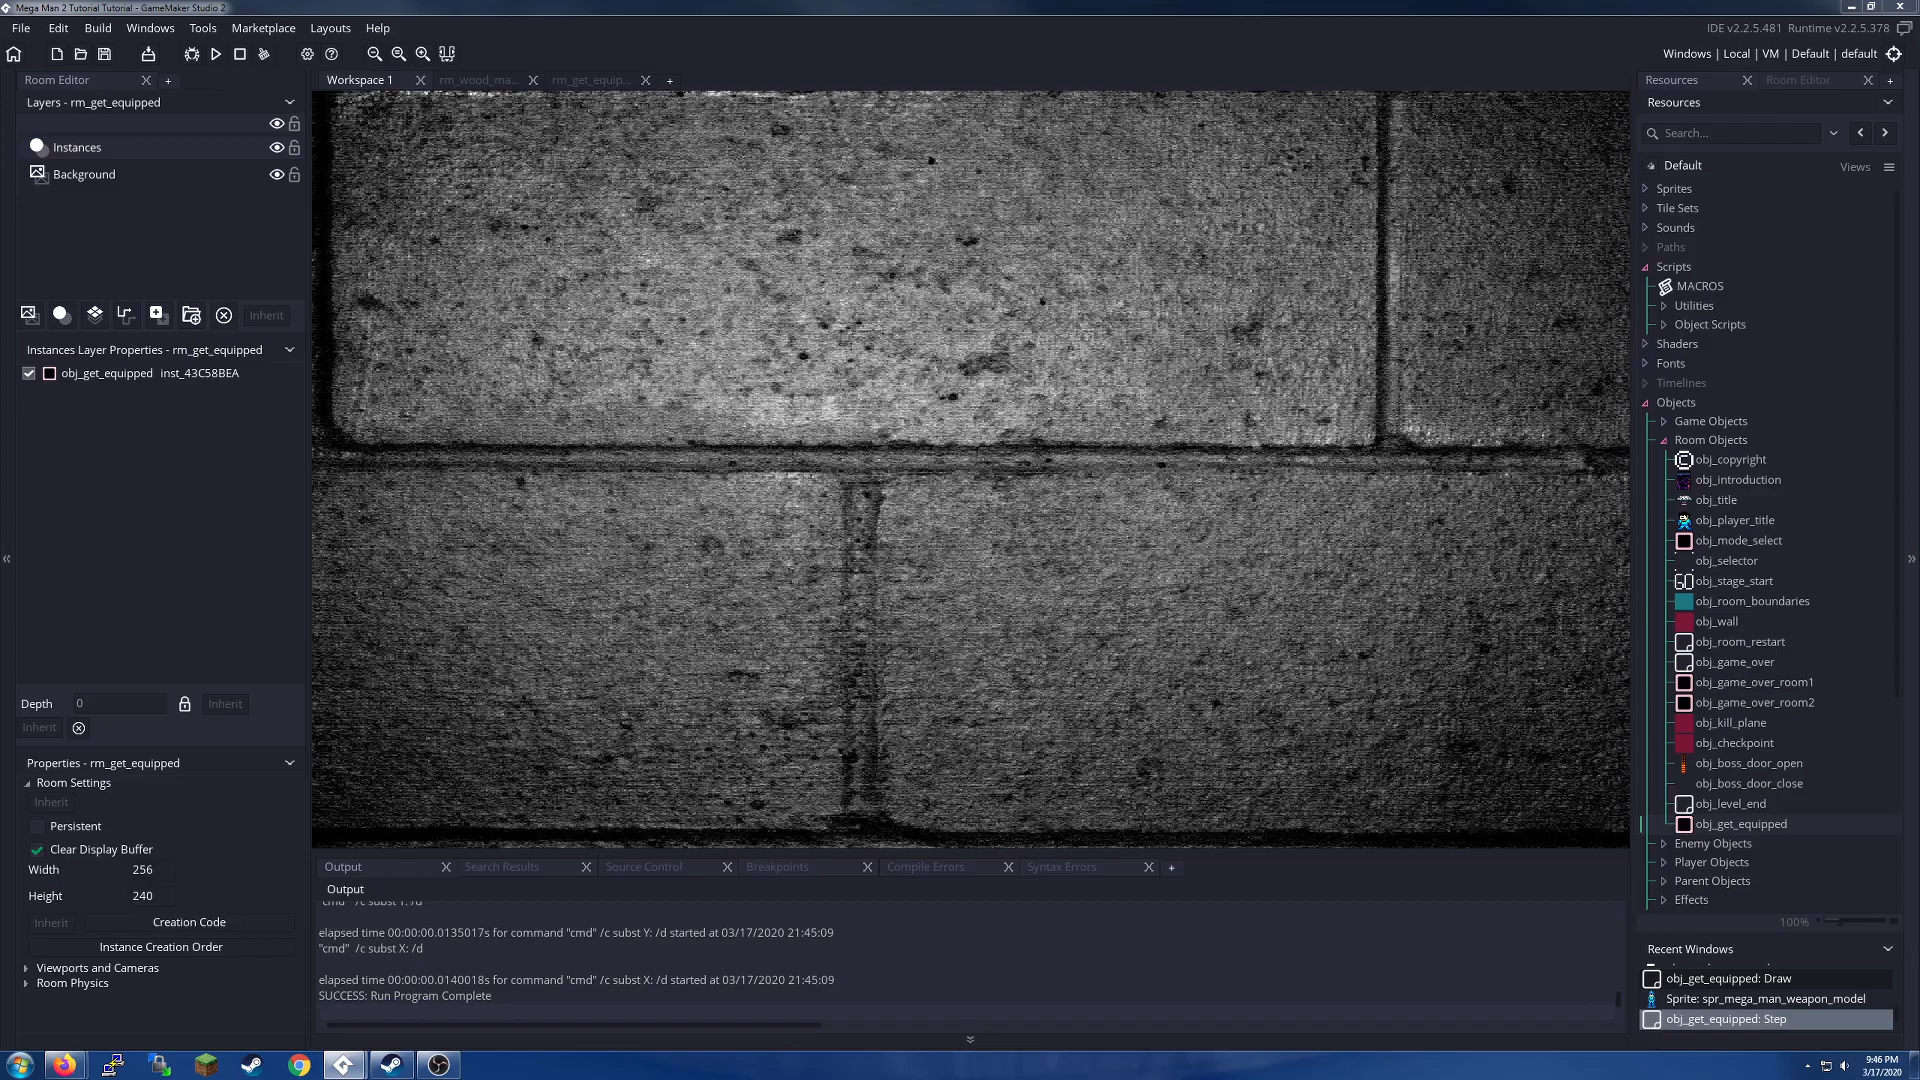 Mega Man 2 Tutorial Tutorial - GameMaker Studio 2
File Edit Build Windows Tools Marketplace Layouts Help
IDE v2.2.5.481 Runtime v2.2.5.378
Windows | Local | VM | Default | default
Room Editor
Workspace 1
rm_wood_ma...
rm_get_equip...
Resources
Room Editor
Layers - rm_get_equipped
Instances
Background
Inherit
Instances Layer Properties - rm_get_equipped
obj_get_equipped inst_43C58BEA
Depth 0 Inherit
Inherit
Properties - rm_get_equipped
Room Settings
Inherit
Persistent
Clear Display Buffer
Width 256
Height 240
Inherit Creation Code
Instance Creation Order
Viewports and Cameras
Room Physics
Output
Search Results
Source Control
Breakpoints
Compile Errors
Syntax Errors
Output
"cmd" /c subst Y: /d
elapsed time 00:00:00.0135017s for command "cmd" /c subst Y: /d started at 03/17/2020 21:45:09
"cmd" /c subst X: /d
elapsed time 00:00:00.0140018s for command "cmd" /c subst X: /d started at 03/17/2020 21:45:09
SUCCESS: Run Program Complete
Resources
Search...
Default Views
Sprites
Tile Sets
Sounds
Paths
Scripts
MACROS
Utilities
Object Scripts
Shaders
Fonts
Timelines
Objects
Game Objects
Room Objects
obj_copyright
obj_introduction
obj_title
obj_player_title
obj_mode_select
obj_selector
obj_stage_start
obj_room_boundaries
obj_wall
obj_room_restart
obj_game_over
obj_game_over_room1
obj_game_over_room2
obj_kill_plane
obj_checkpoint
obj_boss_door_open
obj_boss_door_close
obj_level_end
obj_get_equipped
Enemy Objects
Player Objects
Parent Objects
Effects
100%
Recent Windows
obj_get_equipped: Draw
Sprite: spr_mega_man_weapon_model
obj_get_equipped: Step
9:46 PM
3/17/2020